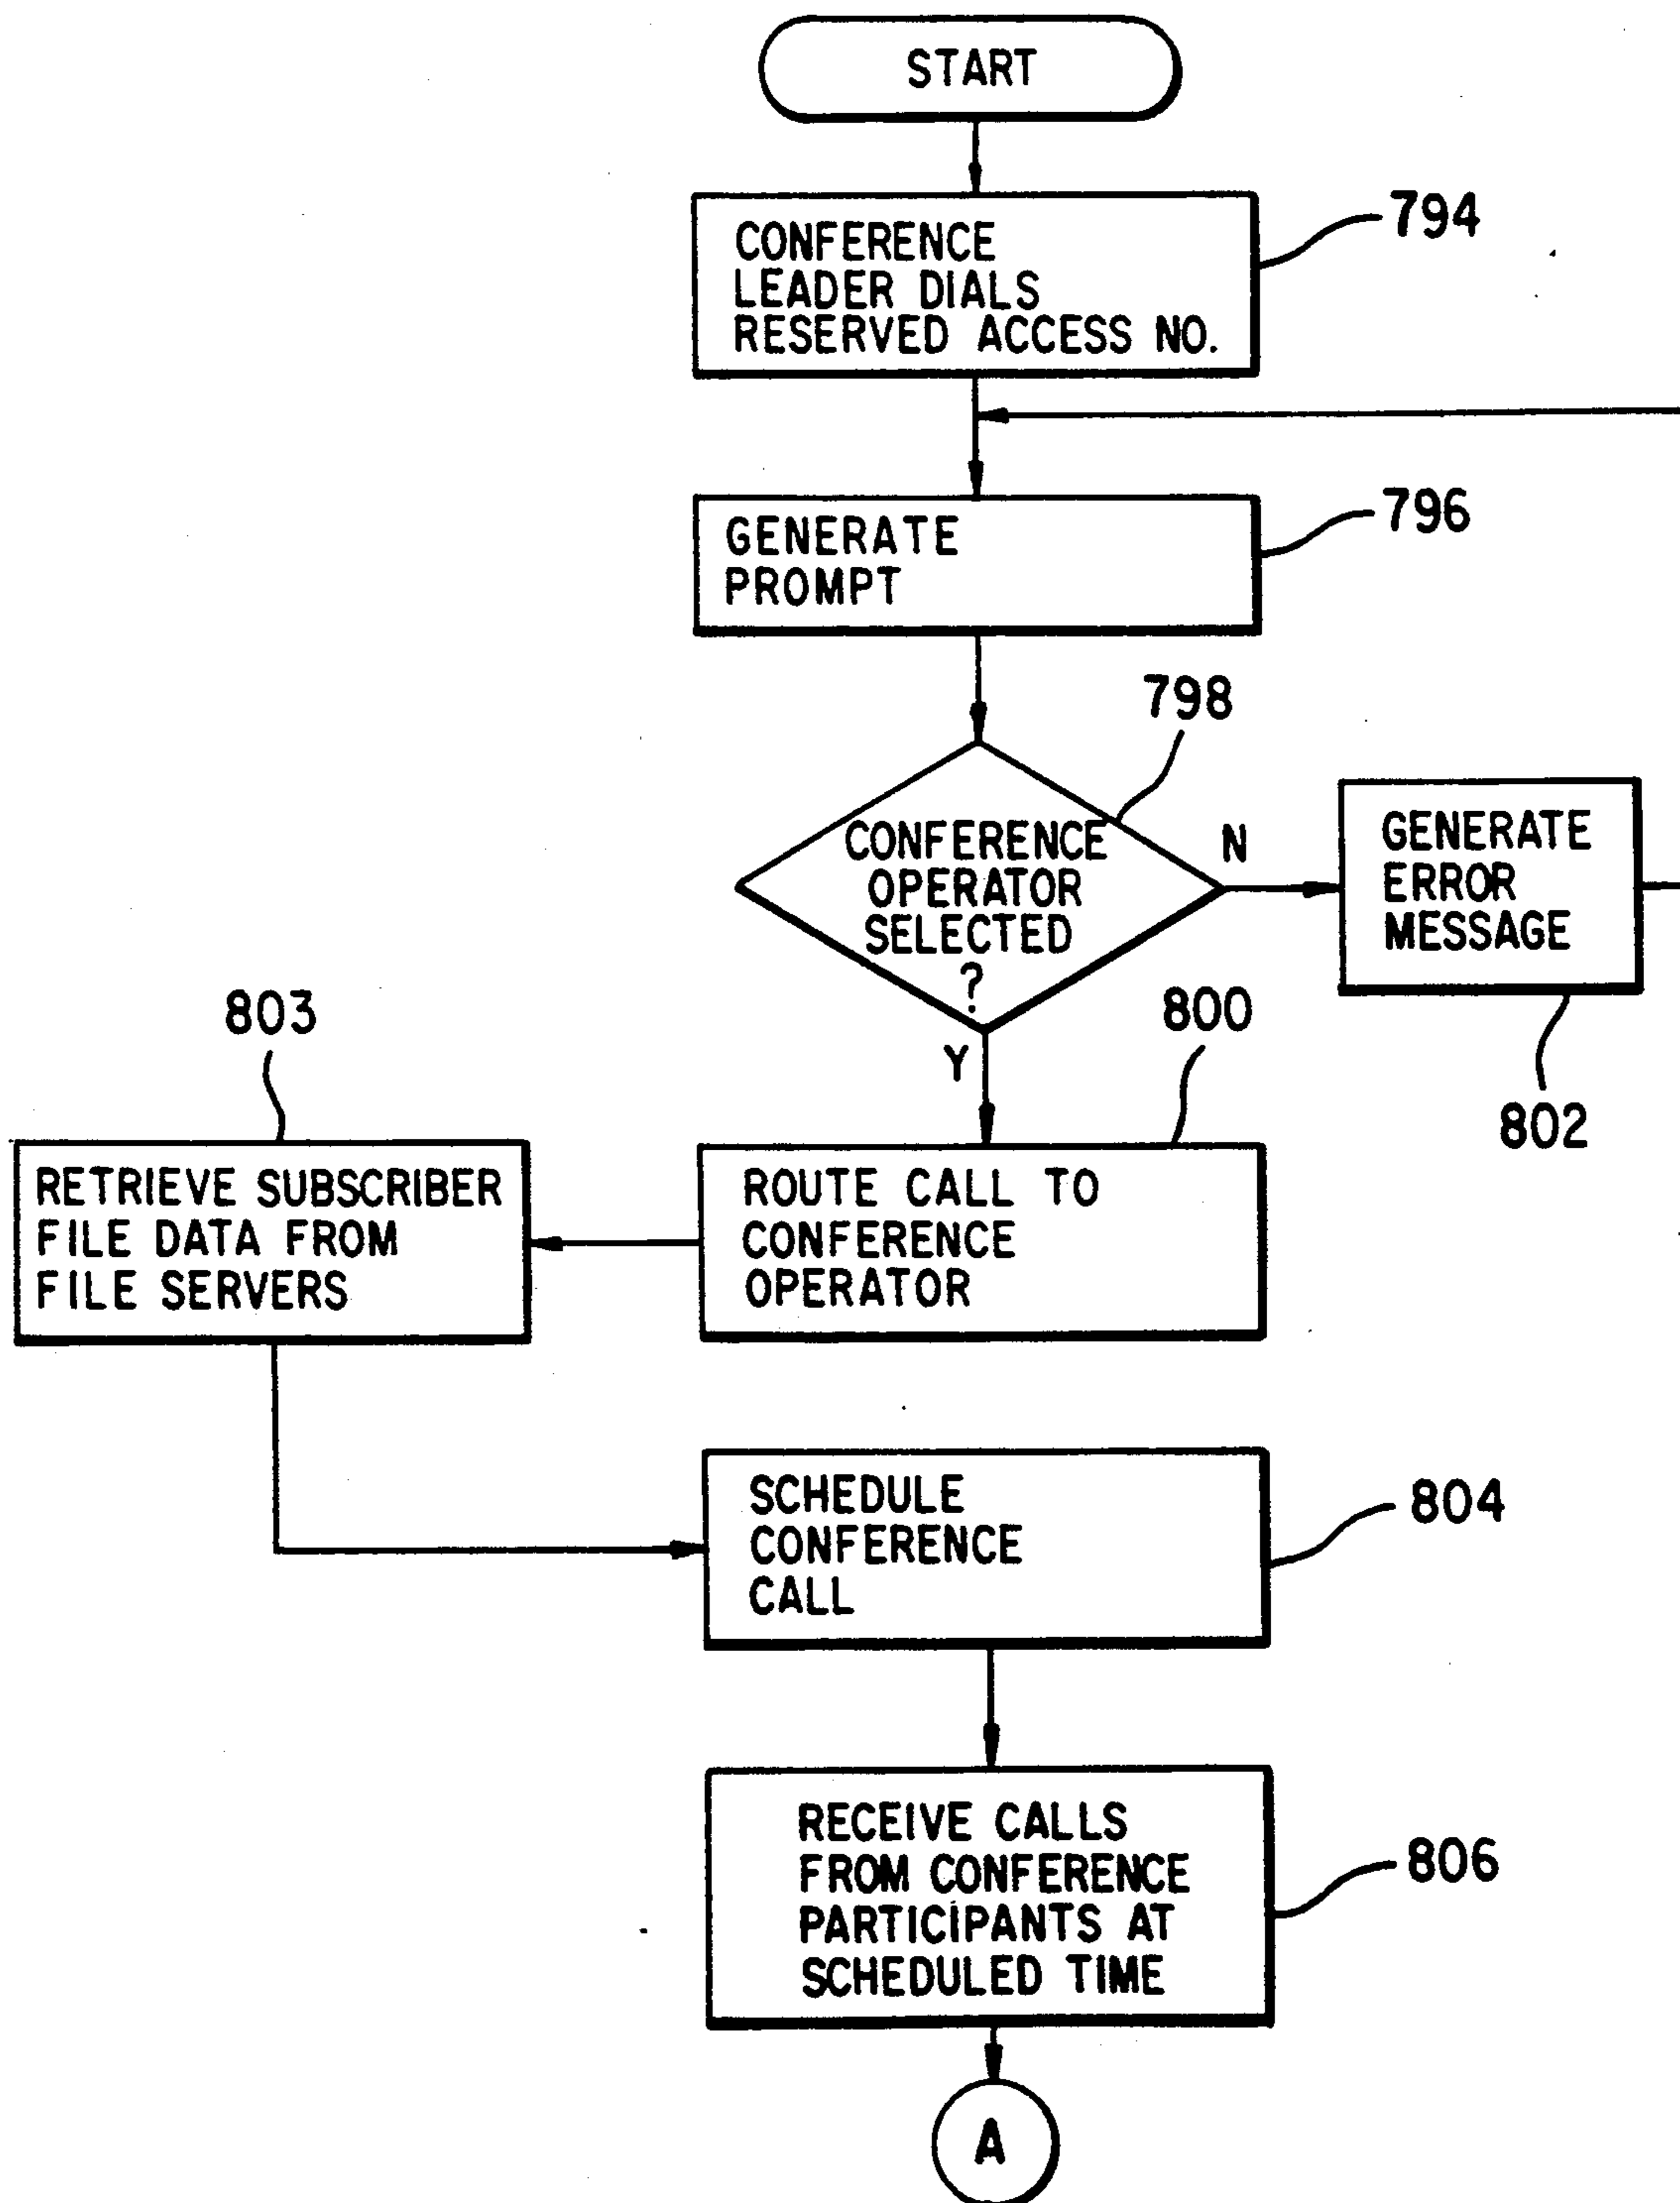 START
CONFERENCE
LEADER DIALS
RESERVED ACCESS NO.
794
GENERATE
PROMPT
796
798
CONFERENCE
OPERATOR
SELECTED
?
N
GENERATE
ERROR
MESSAGE
802
Y
800
803
RETRIEVE SUBSCRIBER
FILE DATA FROM
FILE SERVERS
ROUTE CALL TO
CONFERENCE
OPERATOR
SCHEDULE
CONFERENCE
CALL
804
RECEIVE CALLS
FROM CONFERENCE
PARTICIPANTS AT
SCHEDULED TIME
806
A